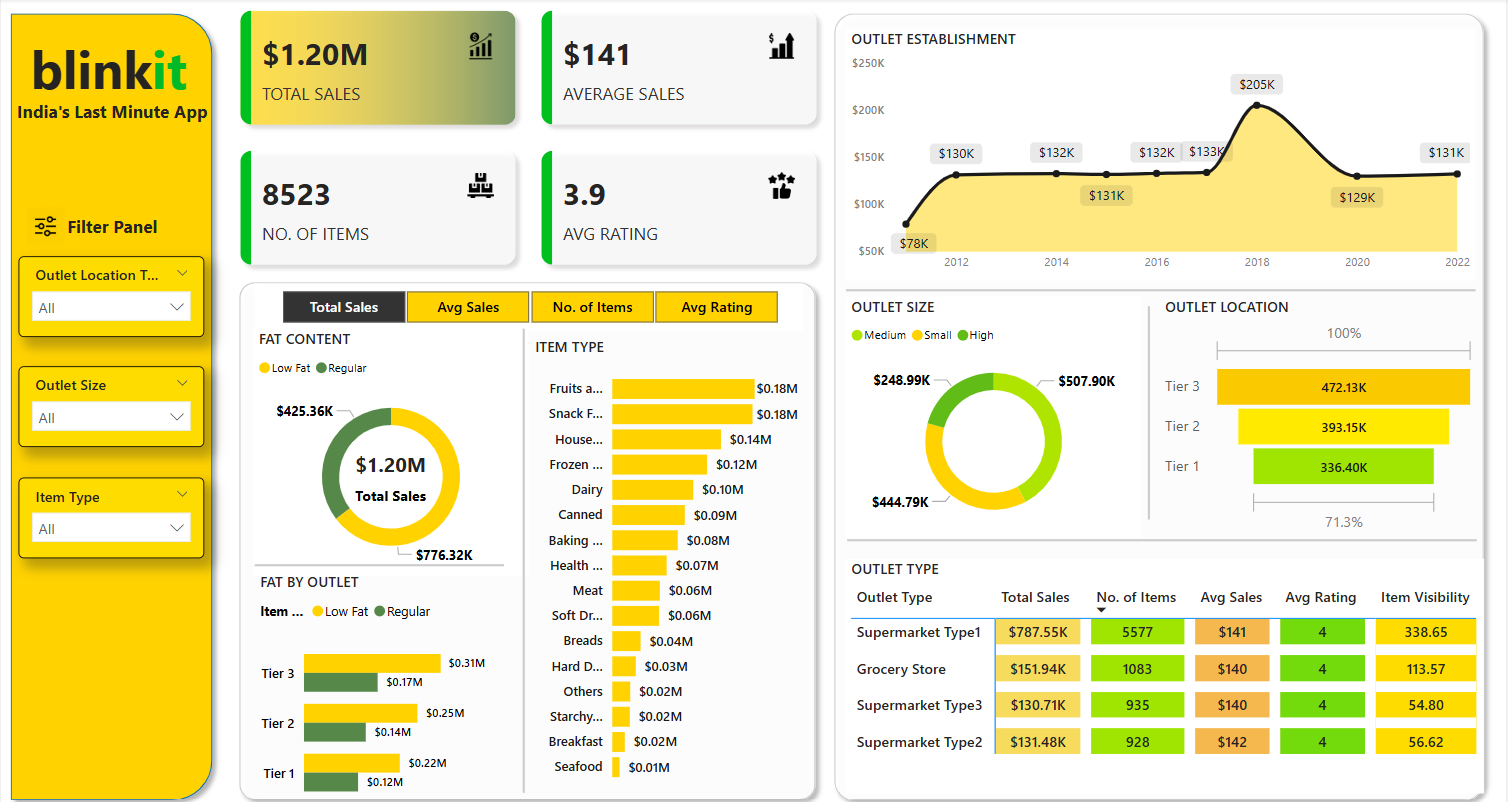 blinkit
India's Last Minute App
Filter Panel
Outlet Location T...
All
Outlet Size
All
Item Type
All
$1.20M
TOTAL SALES
$141
AVERAGE SALES
8523
NO. OF ITEMS
3.9
AVG RATING
Total Sales Avg Sales No. of Items Avg Rating
FAT CONTENT
Low Fat Regular
$425.36K
$1.20M
Total Sales
$776.32K
FAT BY OUTLET
Item ... Low Fat Regular
Tier 3 $0.31M
$0.17M
Tier 2 $0.25M
$0.14M
Tier 1 $0.22M
$0.12M
ITEM TYPE
Fruits a... $0.18M
Snack F... $0.18M
House... $0.14M
Frozen ... $0.12M
Dairy $0.10M
Canned $0.09M
Baking ... $0.08M
Health ... $0.07M
Meat $0.06M
Soft Dr... $0.06M
Breads $0.04M
Hard D... $0.03M
Others $0.02M
Starchy... $0.02M
Breakfast $0.02M
Seafood $0.01M
OUTLET ESTABLISHMENT
$250K
$200K
$150K
$100K
$50K
$78K
$130K
$132K
$131K
$132K
$133K
$205K
$129K
$131K
2012 2014 2016 2018 2020 2022
OUTLET SIZE
Medium Small High
$248.99K
$507.90K
$444.79K
OUTLET LOCATION
100%
Tier 3 472.13K
Tier 2 393.15K
Tier 1 336.40K
71.3%
OUTLET TYPE
Outlet Type Total Sales No. of Items Avg Sales Avg Rating Item Visibility
Supermarket Type1 $787.55K 5577 $141 4 338.65
Grocery Store $151.94K 1083 $140 4 113.57
Supermarket Type3 $130.71K 935 $140 4 54.80
Supermarket Type2 $131.48K 928 $142 4 56.62